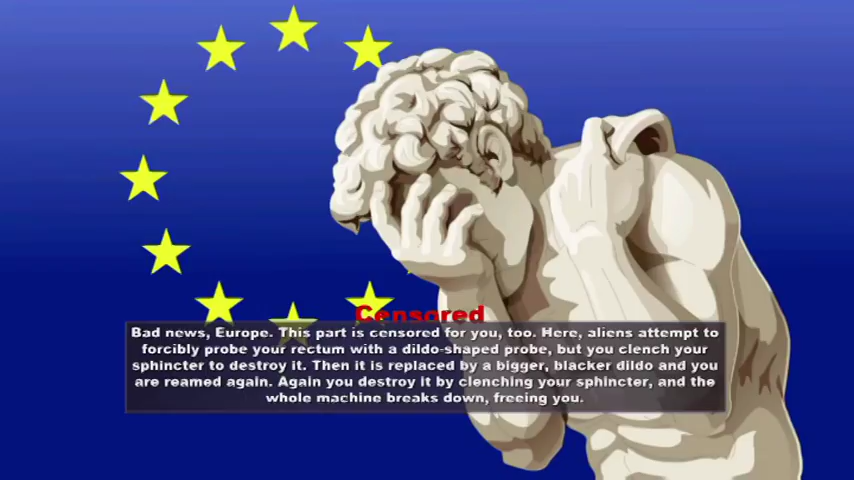 Censored
Bad news, Europe. This part is censored for you, too. Here, aliens attempt to
forcibly probe your rectum with a dildo-shaped probe, but you clench your
sphincter to destroy it. Then it is replaced by a bigger, blacker dildo and you
are reamed again. Again you destroy it by clenching your sphincter, and the
whole machine breaks down, freeing you.